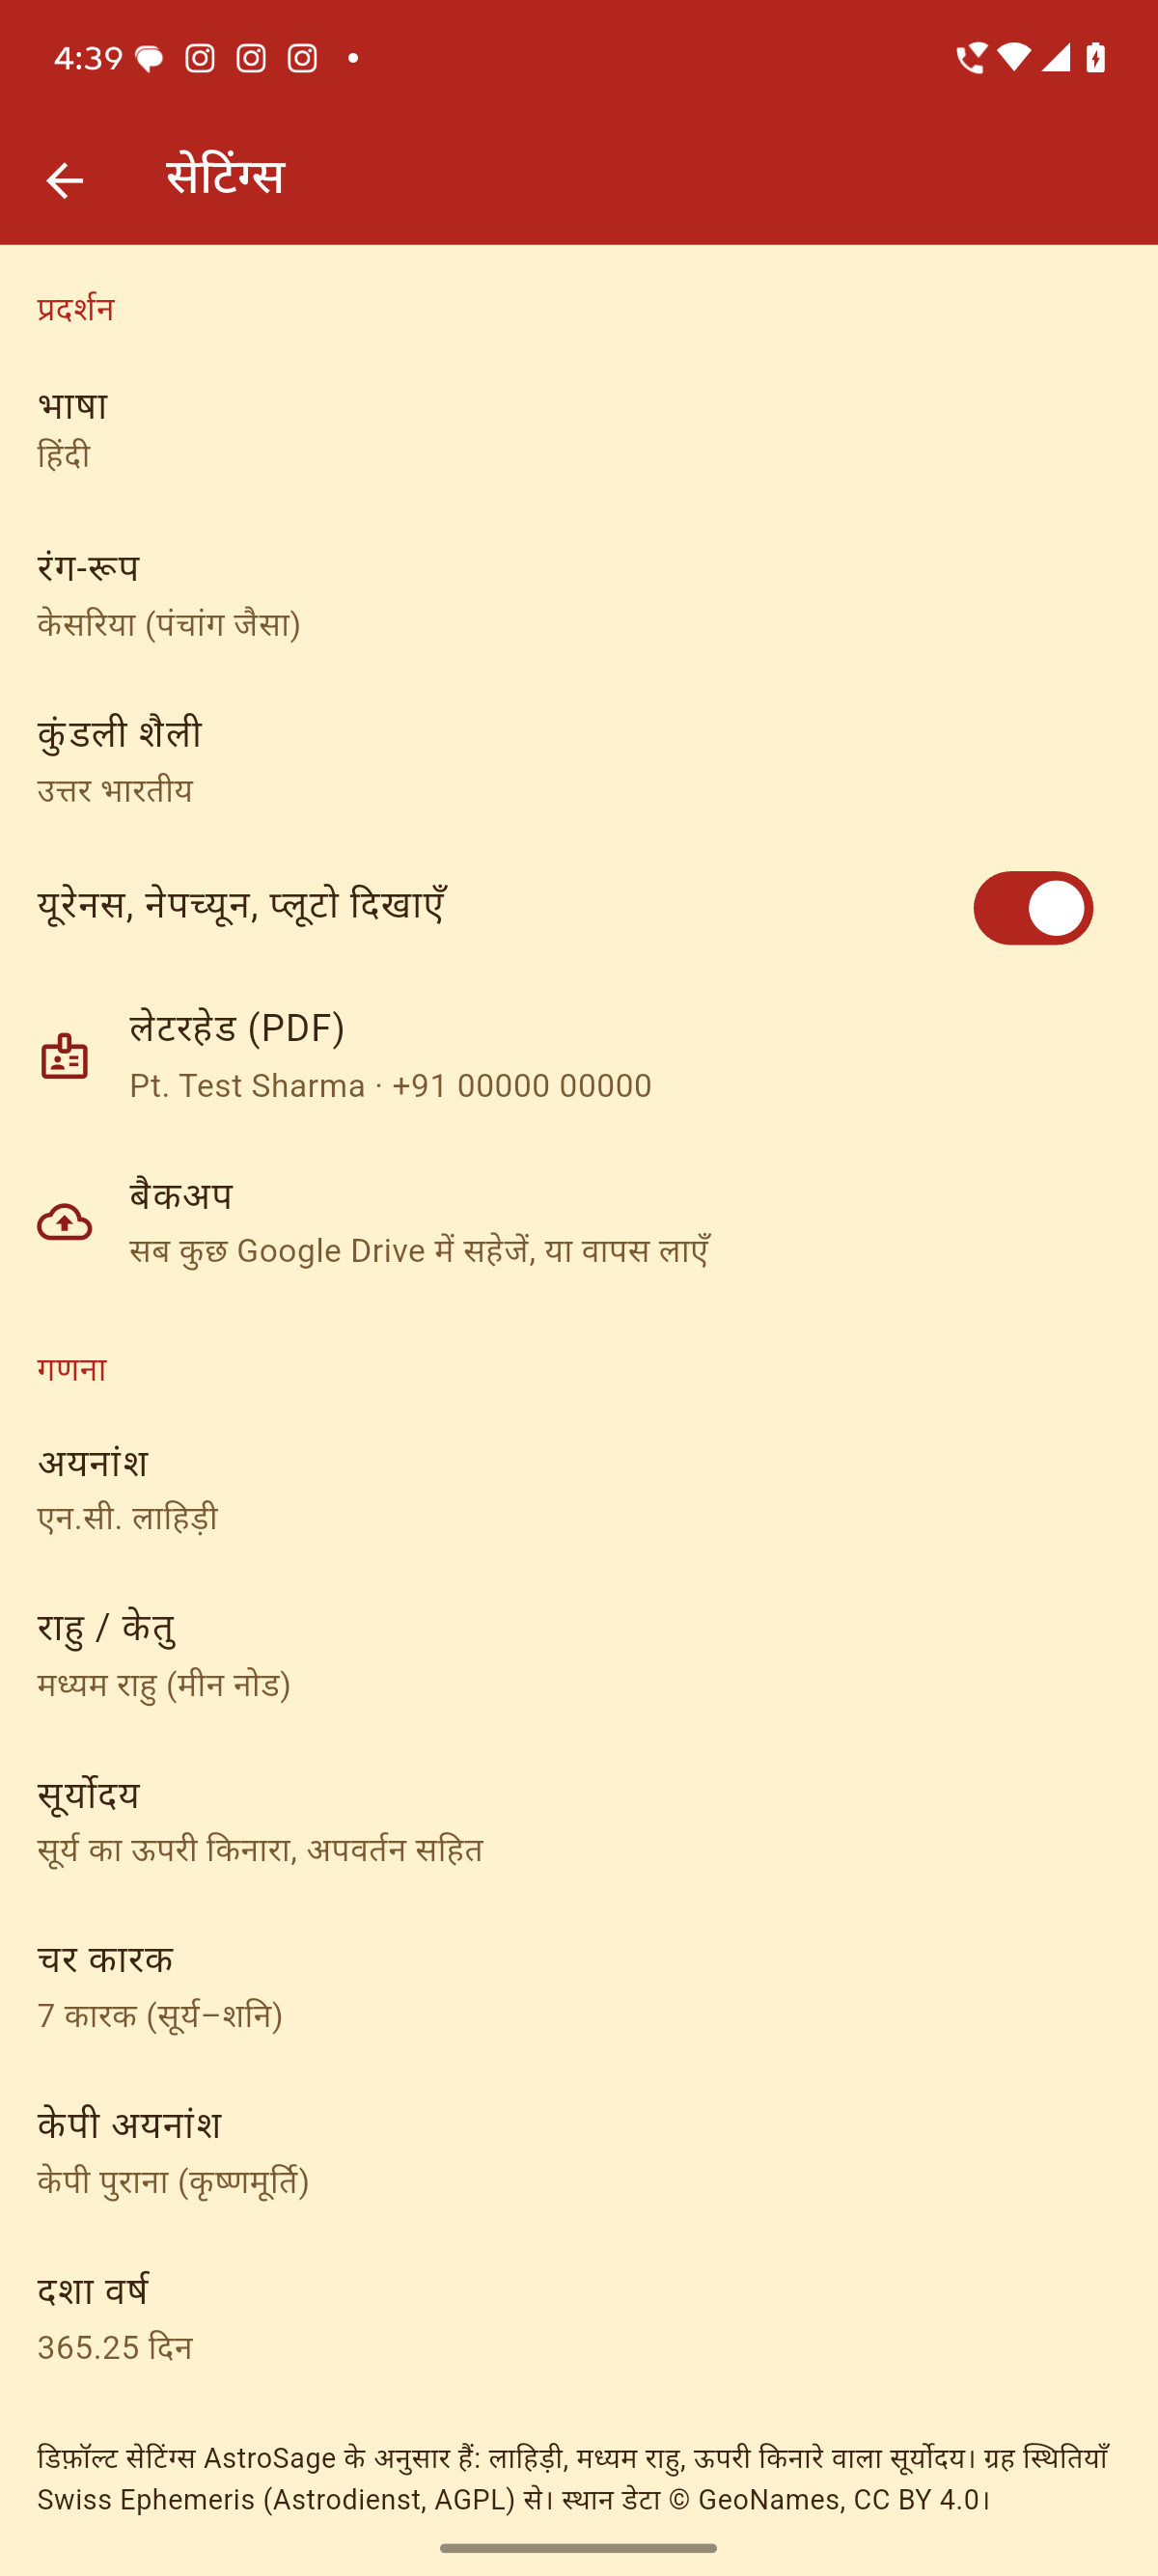 4:39
सेटिंग्स
प्रदर्शन
भाषा
हिंदी
रंग-रूप
केसरिया (पंचांग जैसा)
कुंडली शैली
उत्तर भारतीय
यूरेनस, नेपच्यून, प्लूटो दिखाएँ
लेटरहेड (PDF)
Pt. Test Sharma · +91 00000 00000
बैकअप
सब कुछ Google Drive में सहेजें, या वापस लाएँ
गणना
अयनांश
एन.सी. लाहिड़ी
राहु / केतु
मध्यम राहु (मीन नोड)
सूर्योदय
सूर्य का ऊपरी किनारा, अपवर्तन सहित
चर कारक
7 कारक (सूर्य–शनि)
केपी अयनांश
केपी पुराना (कृष्णमूर्ति)
दशा वर्ष
365.25 दिन
डिफ़ॉल्ट सेटिंग्स AstroSage के अनुसार हैं: लाहिड़ी, मध्यम राहु, ऊपरी किनारे वाला सूर्योदय। ग्रह स्थितियाँ
Swiss Ephemeris (Astrodienst, AGPL) से। स्थान डेटा © GeoNames, CC BY 4.0।